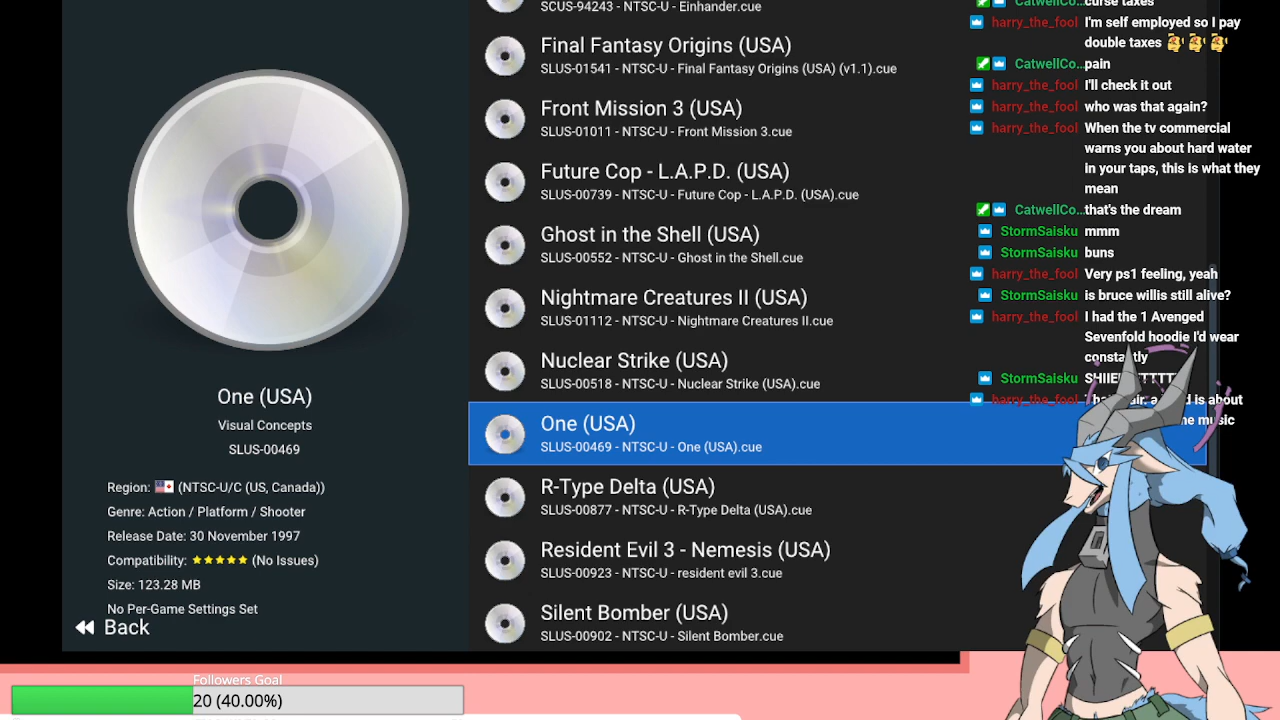 SCUS-94243 - NTSC-U - Einhander.cue
Final Fantasy Origins (USA)
SLUS-01541 - NTSC-U - Final Fantasy Origins (USA) (v1.1).cue
Front Mission 3 (USA)
SLUS-01011 - NTSC-U - Front Mission 3.cue
Future Cop - L.A.P.D. (USA)
SLUS-00739 - NTSC-U - Future Cop - L.A.P.D. (USA).cue
Ghost in the Shell (USA)
SLUS-00552 - NTSC-U - Ghost in the Shell.cue
Nightmare Creatures II (USA)
SLUS-01112 - NTSC-U - Nightmare Creatures II.cue
Nuclear Strike (USA)
SLUS-00518 - NTSC-U - Nuclear Strike (USA).cue
One (USA)
SLUS-00469 - NTSC-U - One (USA).cue
R-Type Delta (USA)
SLUS-00877 - NTSC-U - R-Type Delta (USA).cue
Resident Evil 3 - Nemesis (USA)
SLUS-00923 - NTSC-U - resident evil 3.cue
Silent Bomber (USA)
SLUS-00902 - NTSC-U - Silent Bomber.cue
One (USA)
Visual Concepts
SLUS-00469
Region: (NTSC-U/C (US, Canada))
Genre: Action / Platform / Shooter
Release Date: 30 November 1997
Compatibility: ★★★★★ (No Issues)
Size: 123.28 MB
No Per-Game Settings Set
Back
CatwellCo... curse taxes
harry_the_fool I'm self employed so I pay
double taxes
CatwellCo... pain
harry_the_fool I'll check it out
harry_the_fool who was that again?
harry_the_fool When the tv commercial
warns you about hard water
in your taps, this is what they
mean
CatwellCo... that's the dream
StormSaisku mmm
StormSaisku buns
harry_the_fool Very ps1 feeling, yeah
StormSaisku is bruce willis still alive?
harry_the_fool I had the 1 Avenged
Sevenfold hoodie I'd wear
constantly
StormSaisku
harry_the_fool is about
music
Followers Goal
20 (40.00%)